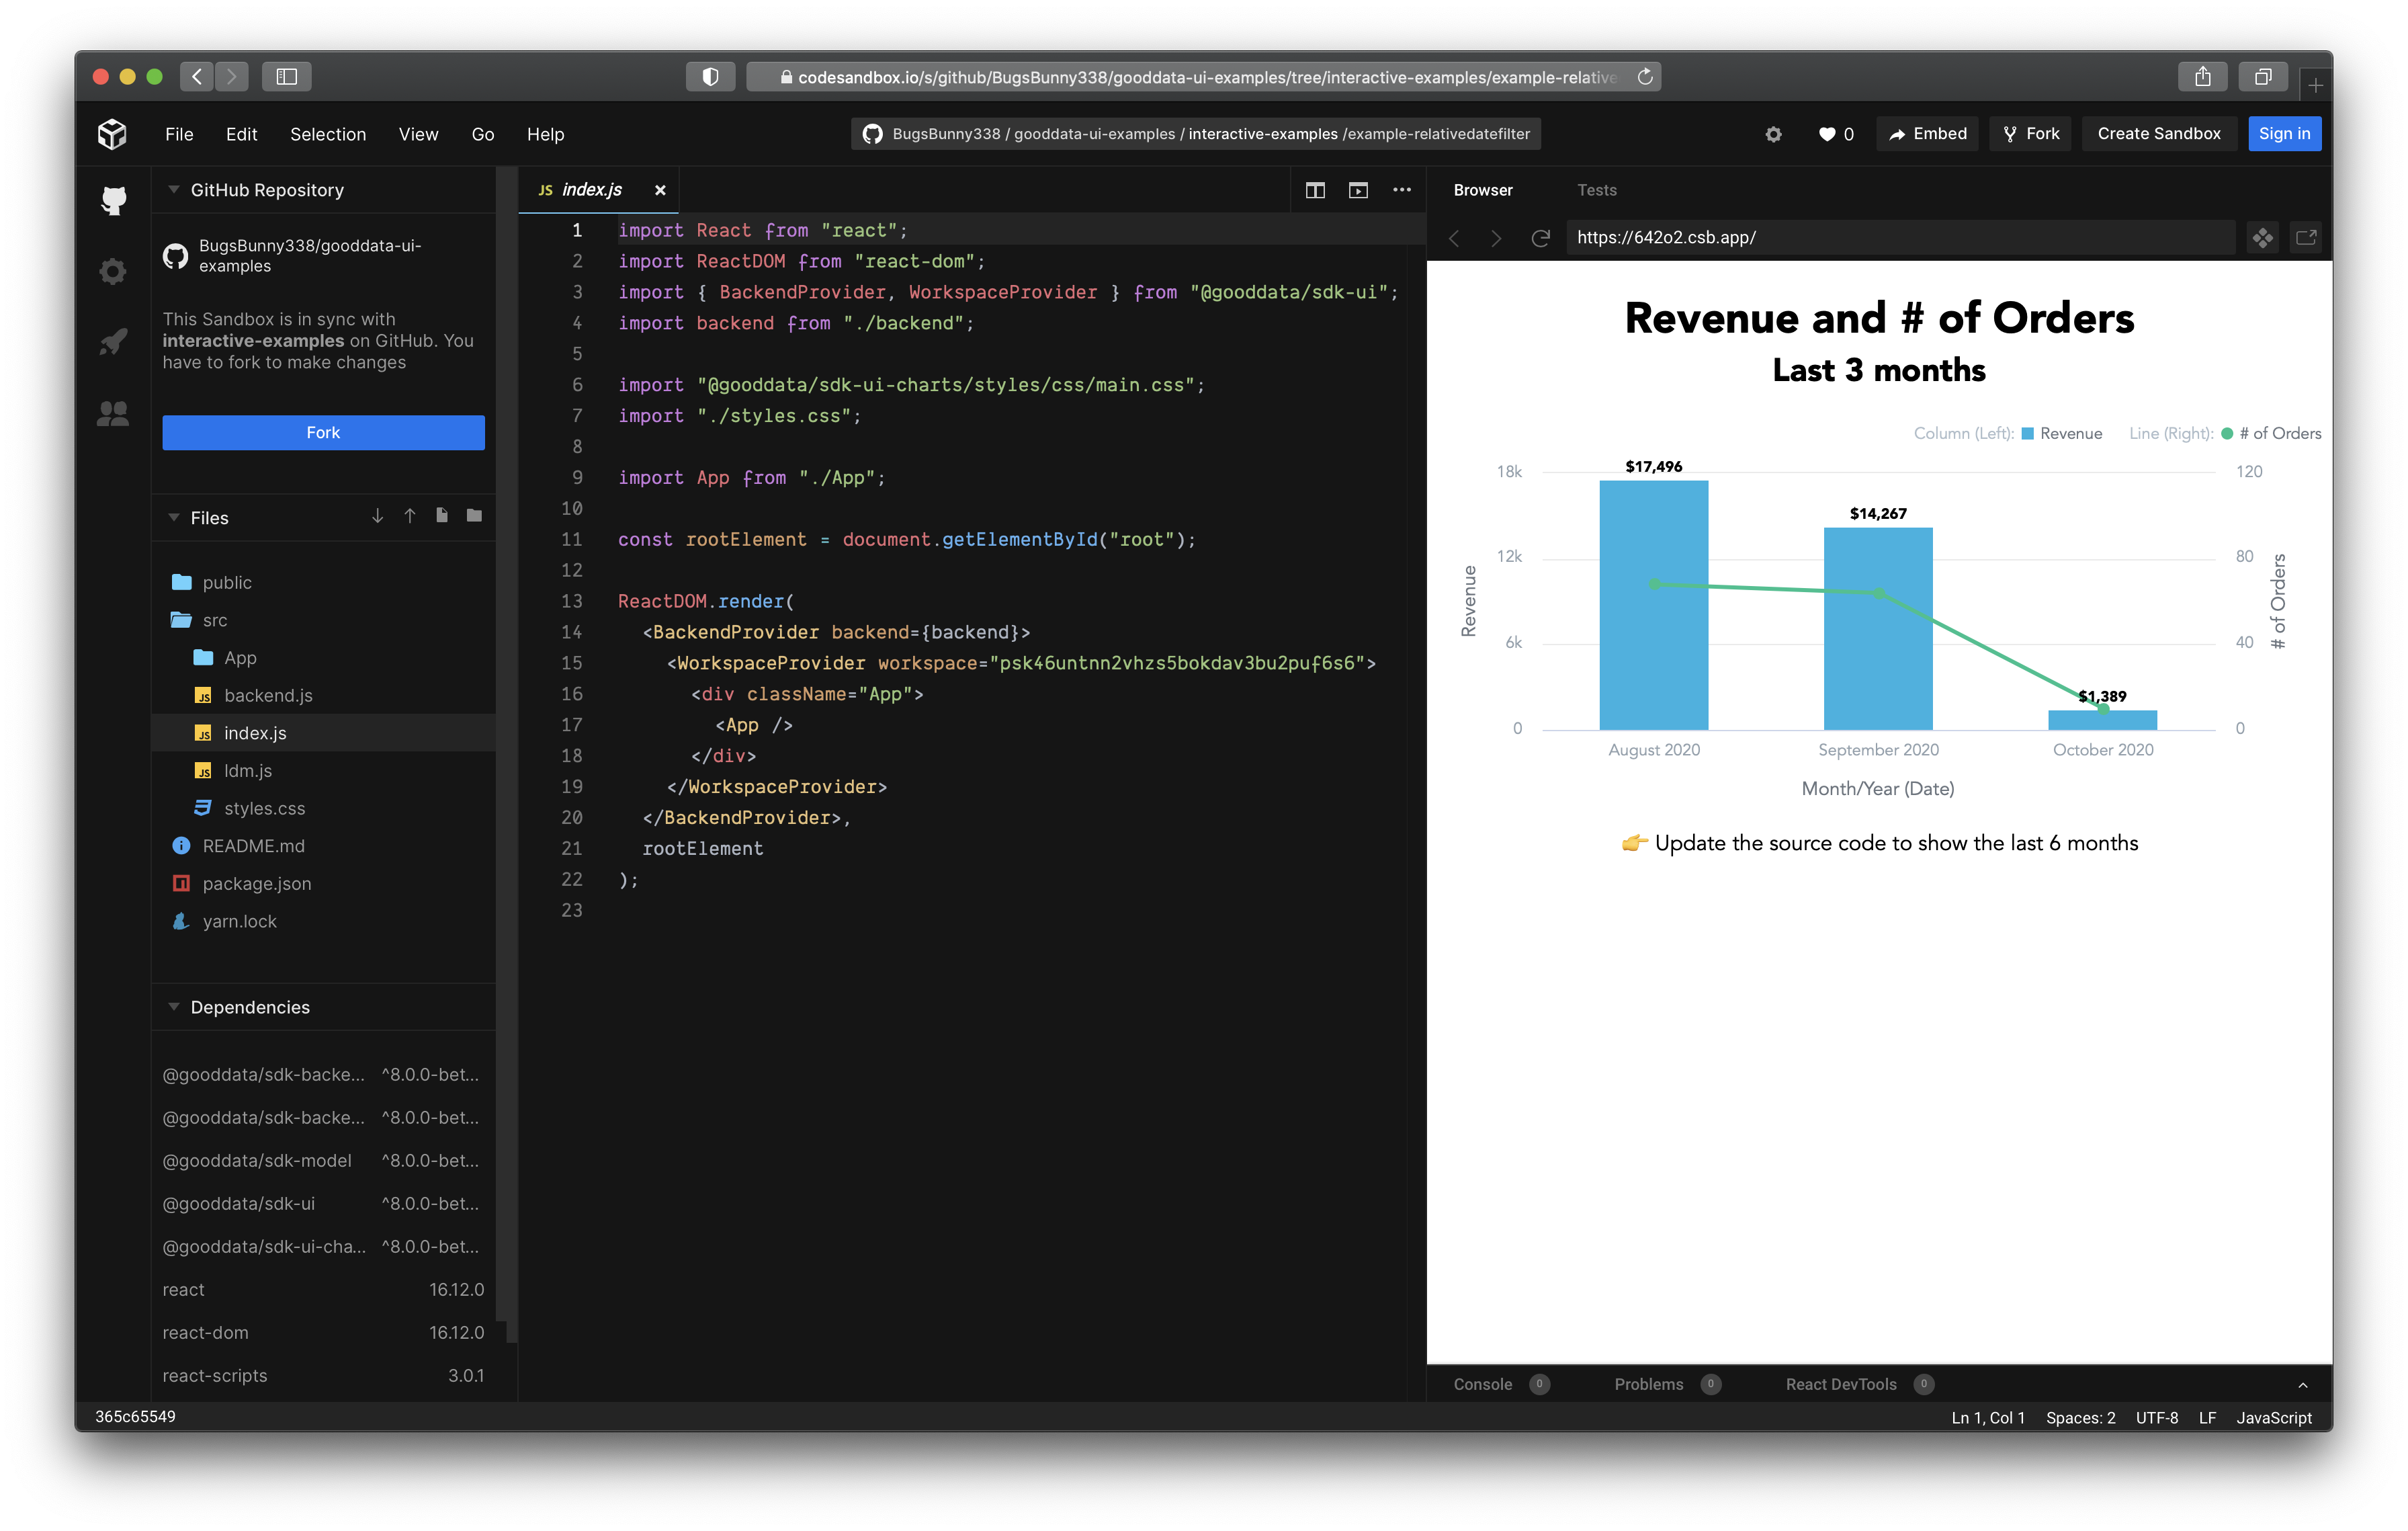 codesandbox.io/s/github/BugsBunny338/gooddata-ui-examples/tree/interactive-examples/example-relative
File Edit Selection View Go Help
BugsBunny338 / gooddata-ui-examples / interactive-examples /example-relativedatefilter
0 Embed Fork Create Sandbox Sign in
GitHub Repository
BugsBunny338/gooddata-ui-
examples
This Sandbox is in sync with
interactive-examples on GitHub. You
have to fork to make changes
Fork
Files
public
src
App
JS backend.js
JS index.js
JS ldm.js
styles.css
README.md
package.json
yarn.lock
Dependencies
@gooddata/sdk-backe... ^8.0.0-bet...
@gooddata/sdk-backe... ^8.0.0-bet...
@gooddata/sdk-model ^8.0.0-bet...
@gooddata/sdk-ui ^8.0.0-bet...
@gooddata/sdk-ui-cha... ^8.0.0-bet...
react 16.12.0
react-dom 16.12.0
react-scripts 3.0.1
365c65549
JS index.js
1 import React from "react";
2 import ReactDOM from "react-dom";
3 import { BackendProvider, WorkspaceProvider } from "@gooddata/sdk-ui";
4 import backend from "./backend";
5
6 import "@gooddata/sdk-ui-charts/styles/css/main.css";
7 import "./styles.css";
8
9 import App from "./App";
10
11 const rootElement = document.getElementById("root");
12
13 ReactDOM.render(
14 <BackendProvider backend={backend}>
15 <WorkspaceProvider workspace="psk46untnn2vhzs5bokdav3bu2puf6s6">
16 <div className="App">
17 <App />
18 </div>
19 </WorkspaceProvider>
20 </BackendProvider>,
21 rootElement
22 );
23
Browser Tests
https://642o2.csb.app/
Revenue and # of Orders
Last 3 months
Column (Left): Revenue Line (Right): # of Orders
18k $17,496 120
$14,267
12k 80
Revenue
# of Orders
6k 40
$1,389
0 0
August 2020 September 2020 October 2020
Month/Year (Date)
👉 Update the source code to show the last 6 months
Console 0 Problems 0 React DevTools 0
Ln 1, Col 1 Spaces: 2 UTF-8 LF JavaScript